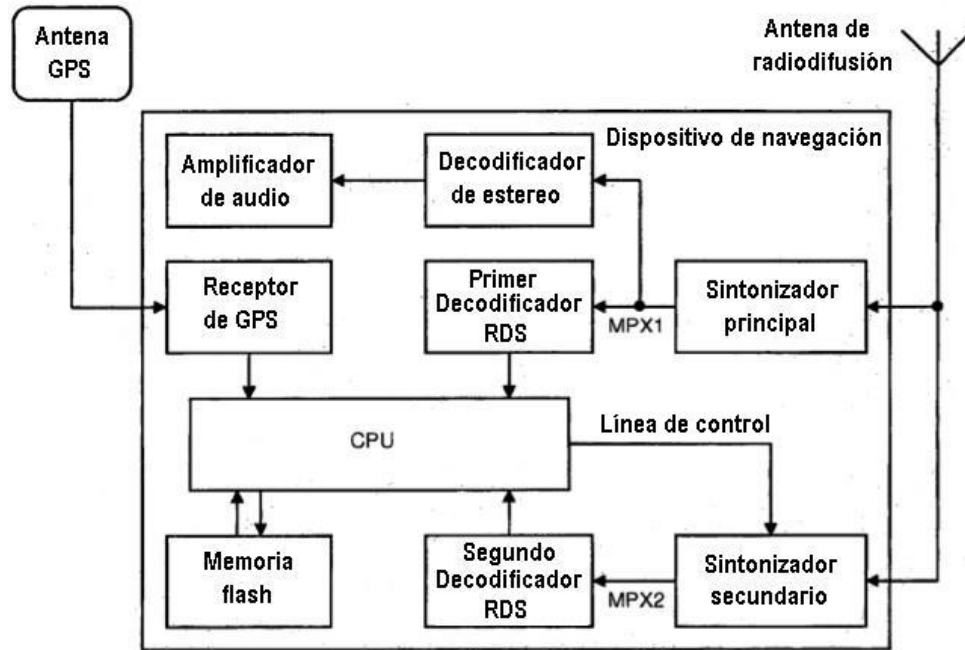 Antena
GPS
Antena de
radiodifusión
Dispositivo de navegación
Amplificador
de audio
Decodificador
de estereo
Receptor
de GPS
Primer
Decodificador
RDS
MPX1
Sintonizador
principal
CPU
Línea de control
Memoria
flash
Segundo
Decodificador
RDS
MPX2
Sintonizador
secundario